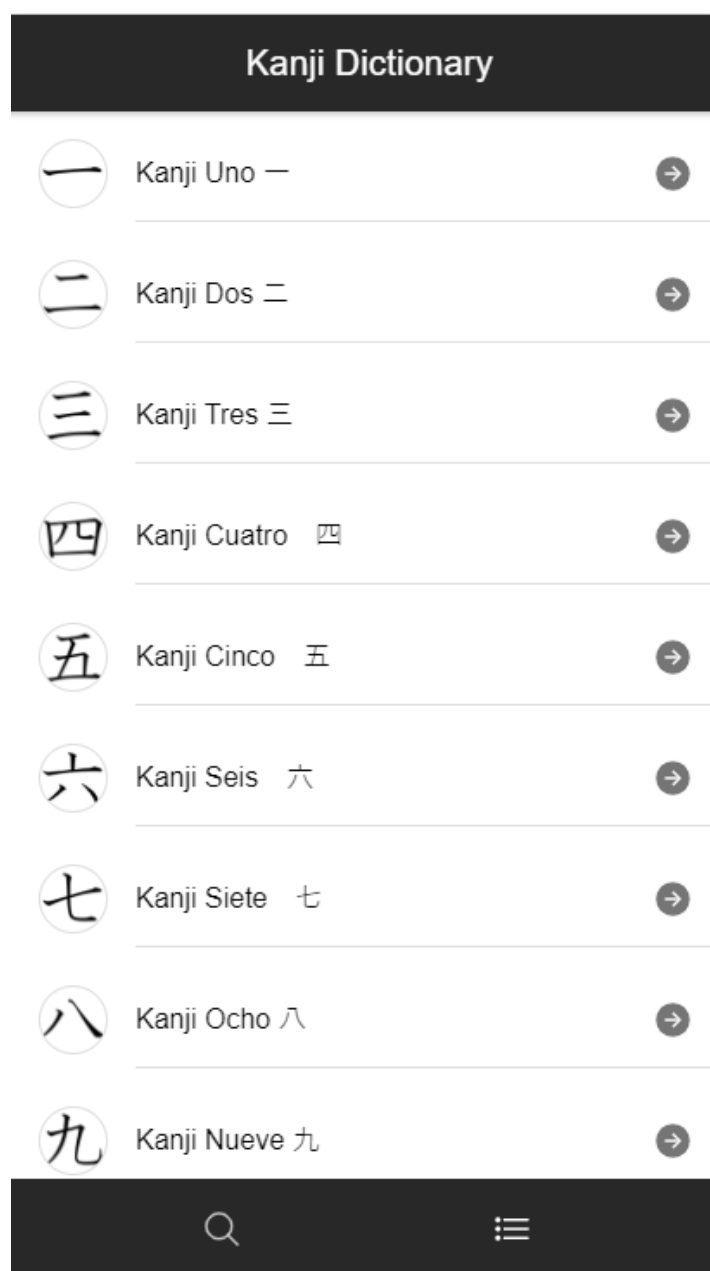 Kanji Dictionary
一 Kanji Uno 一
二 Kanji Dos 二
三 Kanji Tres 三
四 Kanji Cuatro　四
五 Kanji Cinco　五
六 Kanji Seis　六
七 Kanji Siete　七
八 Kanji Ocho 八
九 Kanji Nueve 九